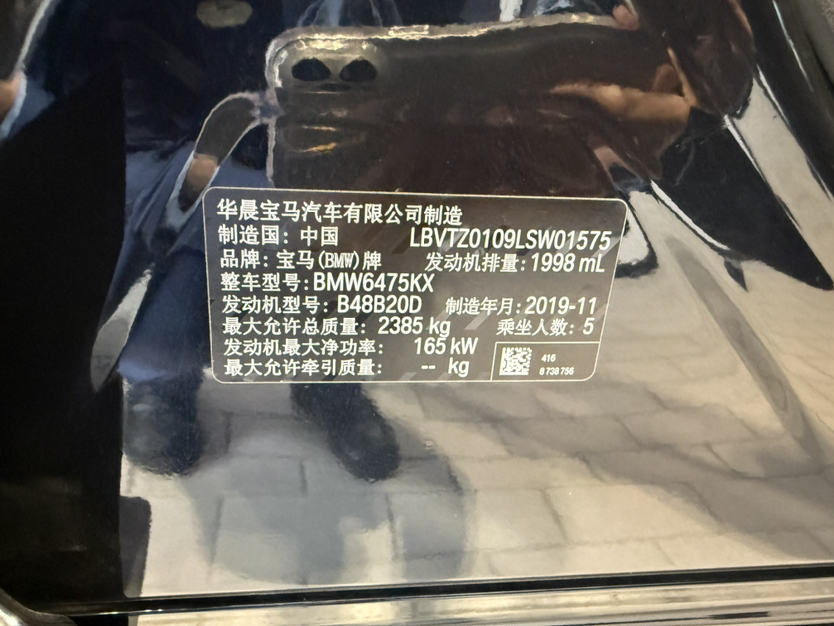 华晨宝马汽车有限公司制造
制造国: 中国 LBVTZ0109LSW01575
品牌: 宝马(BMW)牌 发动机排量: 1998 mL
整车型号: BMW6475KX
发动机型号: B48B20D 制造年月: 2019-11
最大允许总质量: 2385 kg 乘坐人数: 5
发动机最大净功率: 165 kW
最大允许牵引质量: -- kg
416
8 738 756